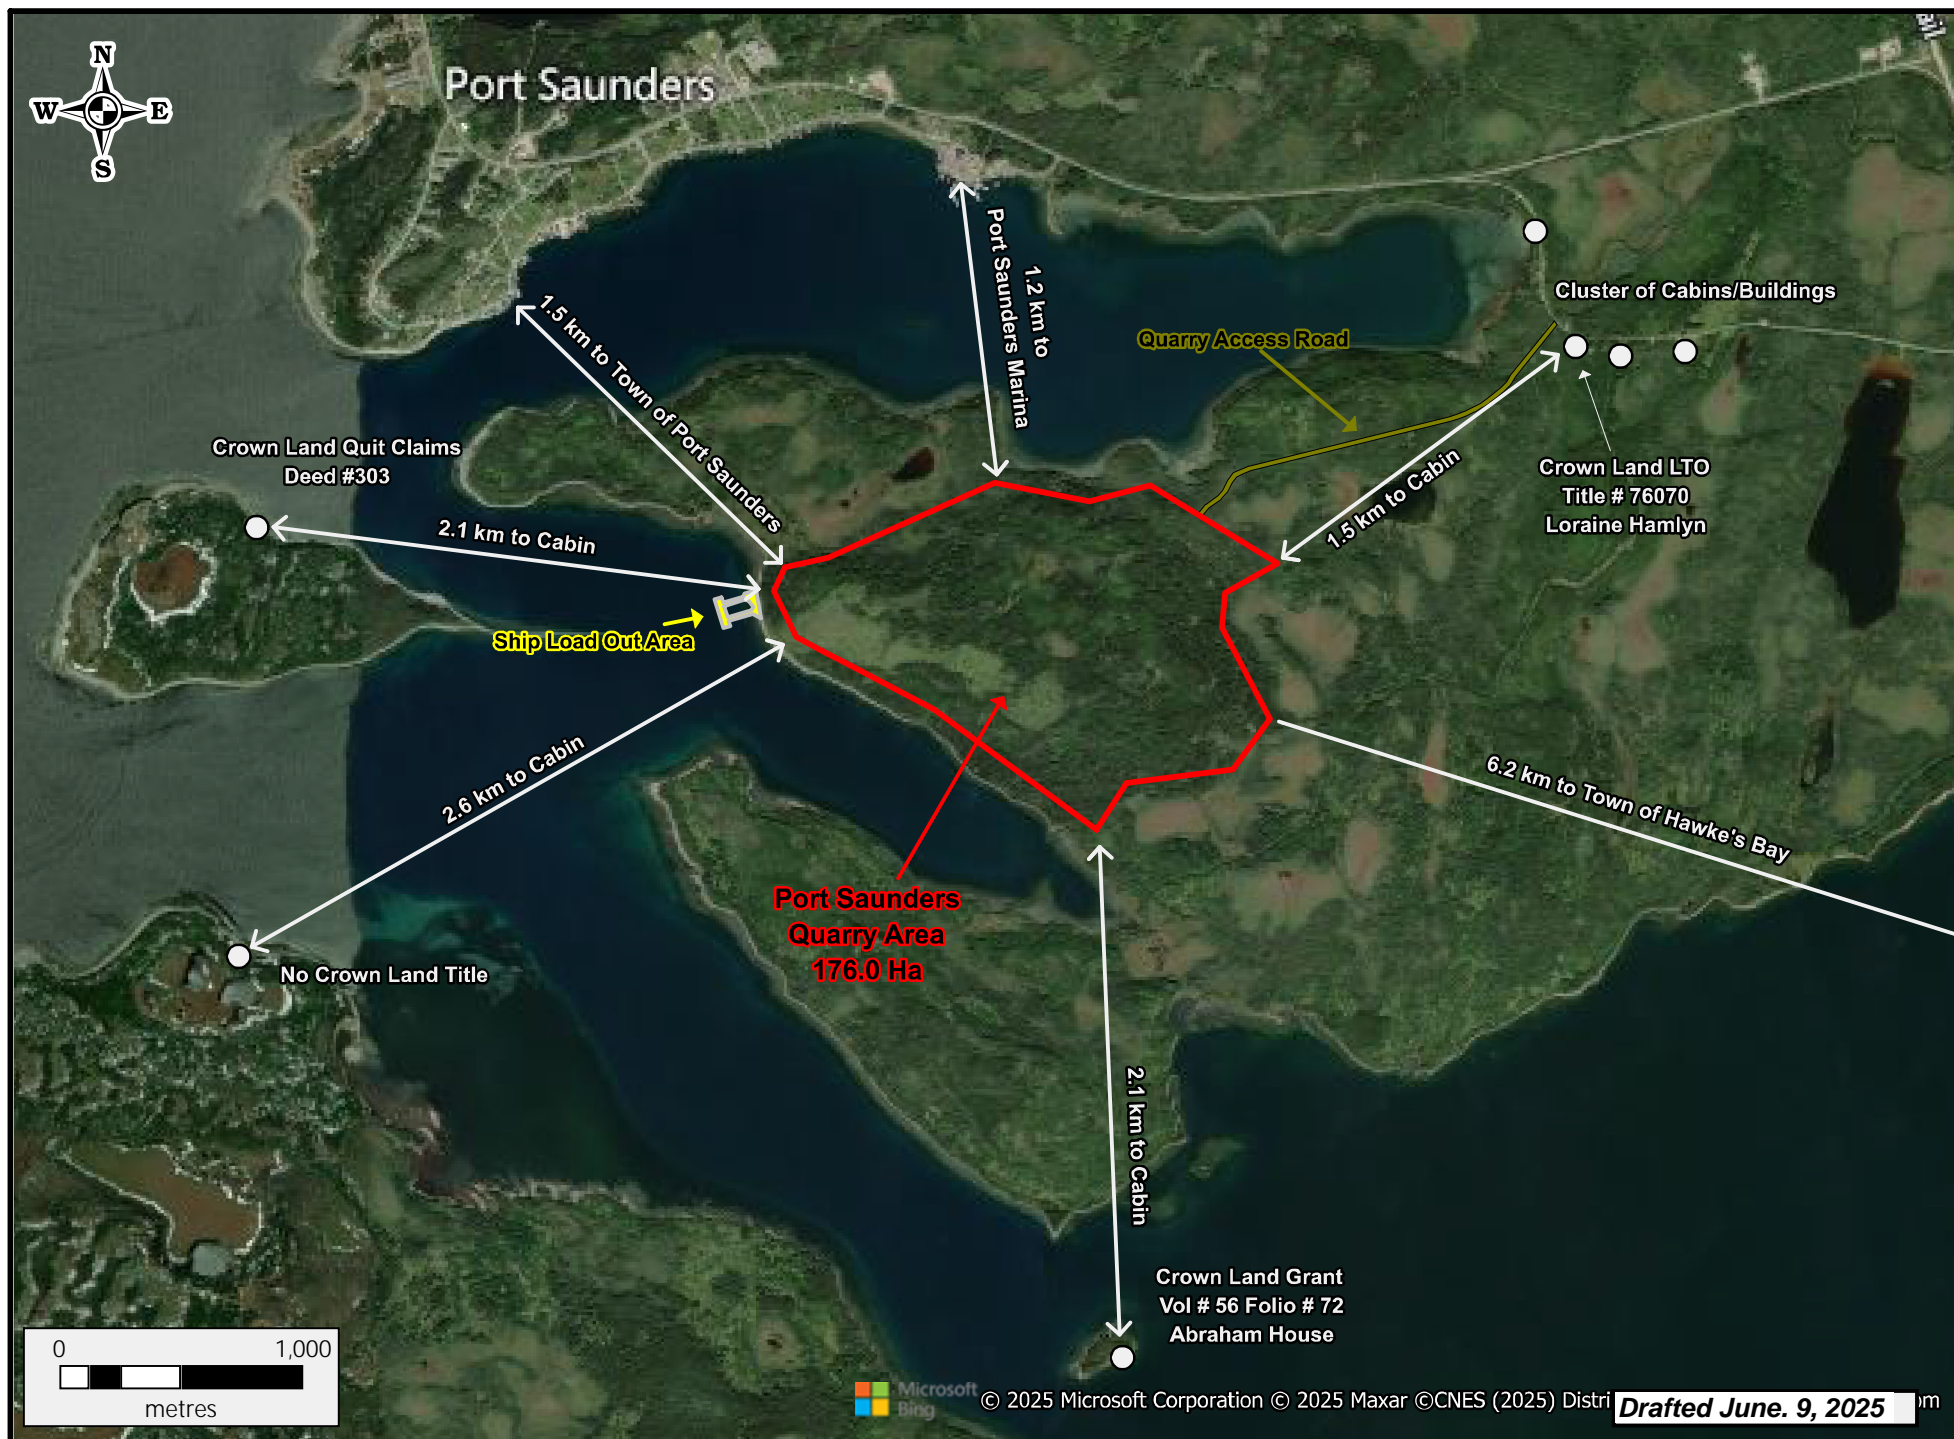 N
W E
S
Port Saunders
ail
1.5 km to Town of Port Saunders
1.2 km to
Port Saunders Marina
Cluster of Cabins/Buildings
Quarry Access Road
Crown Land Quit Claims
Deed #303
2.1 km to Cabin
1.5 km to Cabin
Crown Land LTO
Title # 76070
Loraine Hamlyn
Ship Load Out Area
2.6 km to Cabin
6.2 km to Town of Hawke's Bay
Port Saunders
Quarry Area
176.0 Ha
No Crown Land Title
2.1 km to Cabin
Crown Land Grant
Vol # 56 Folio # 72
Abraham House
0 1,000
metres
Microsoft
Bing
© 2025 Microsoft Corporation © 2025 Maxar ©CNES (2025) Distri om
Drafted June. 9, 2025